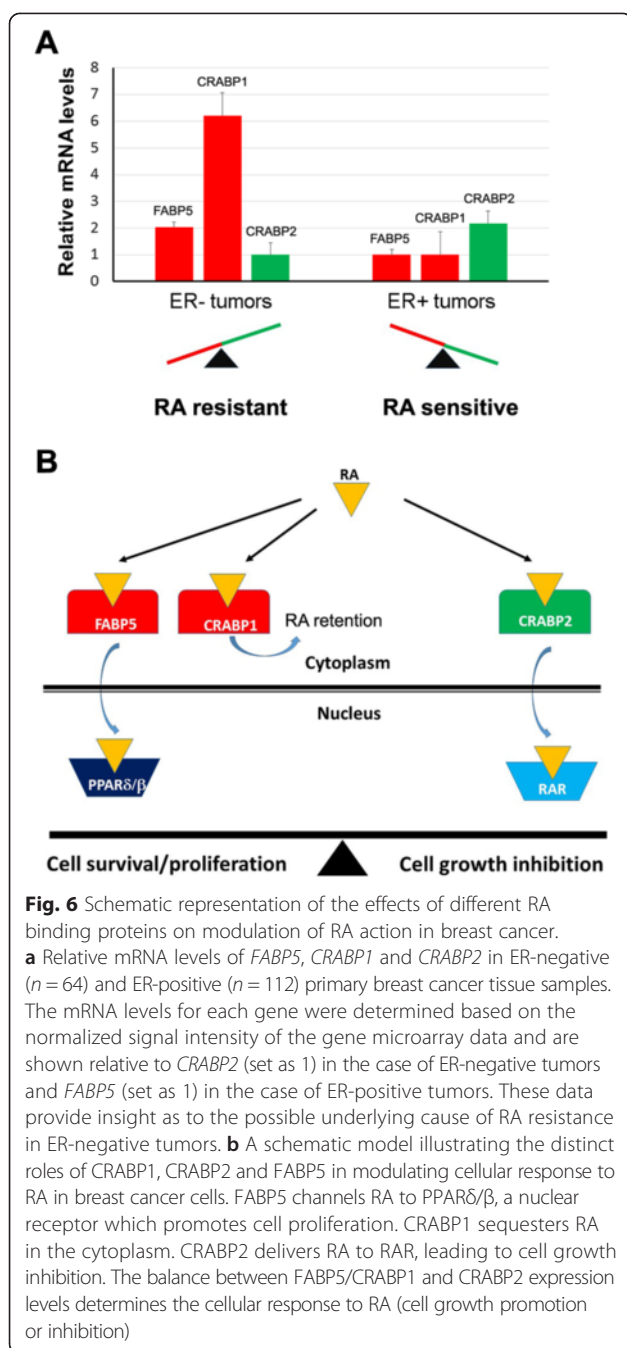 A
Relative mRNA levels
8
7
6
5
4
3
2
1
0
FABP5
CRABP1
CRABP2
FABP5
CRABP1
CRABP2
ER- tumors
ER+ tumors
RA resistant
RA sensitive
B
RA
FABP5
CRABP1
RA retention
CRABP2
Cytoplasm
Nucleus
PPARδ/β
RAR
Cell survival/proliferation
Cell growth inhibition
Fig. 6 Schematic representation of the effects of different RA
binding proteins on modulation of RA action in breast cancer.
a Relative mRNA levels of FABP5, CRABP1 and CRABP2 in ER-negative
(n = 64) and ER-positive (n = 112) primary breast cancer tissue samples.
The mRNA levels for each gene were determined based on the
normalized signal intensity of the gene microarray data and are
shown relative to CRABP2 (set as 1) in the case of ER-negative tumors
and FABP5 (set as 1) in the case of ER-positive tumors. These data
provide insight as to the possible underlying cause of RA resistance
in ER-negative tumors. b A schematic model illustrating the distinct
roles of CRABP1, CRABP2 and FABP5 in modulating cellular response to
RA in breast cancer cells. FABP5 channels RA to PPARδ/β, a nuclear
receptor which promotes cell proliferation. CRABP1 sequesters RA
in the cytoplasm. CRABP2 delivers RA to RAR, leading to cell growth
inhibition. The balance between FABP5/CRABP1 and CRABP2 expression
levels determines the cellular response to RA (cell growth promotion
or inhibition)